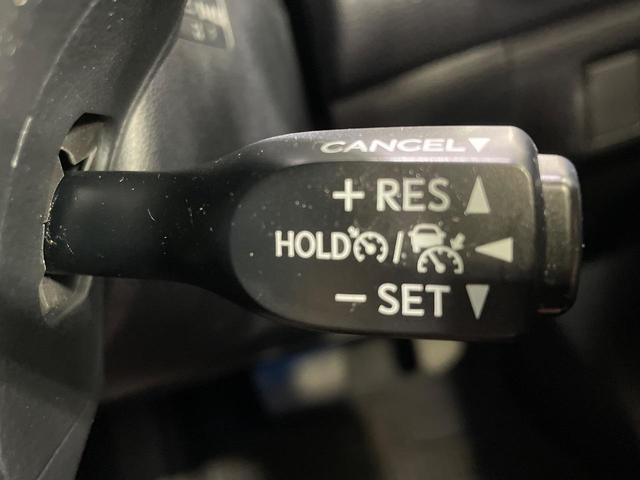 CANCEL▼
+ RES ▲
HOLD / ◀
− SET ▼